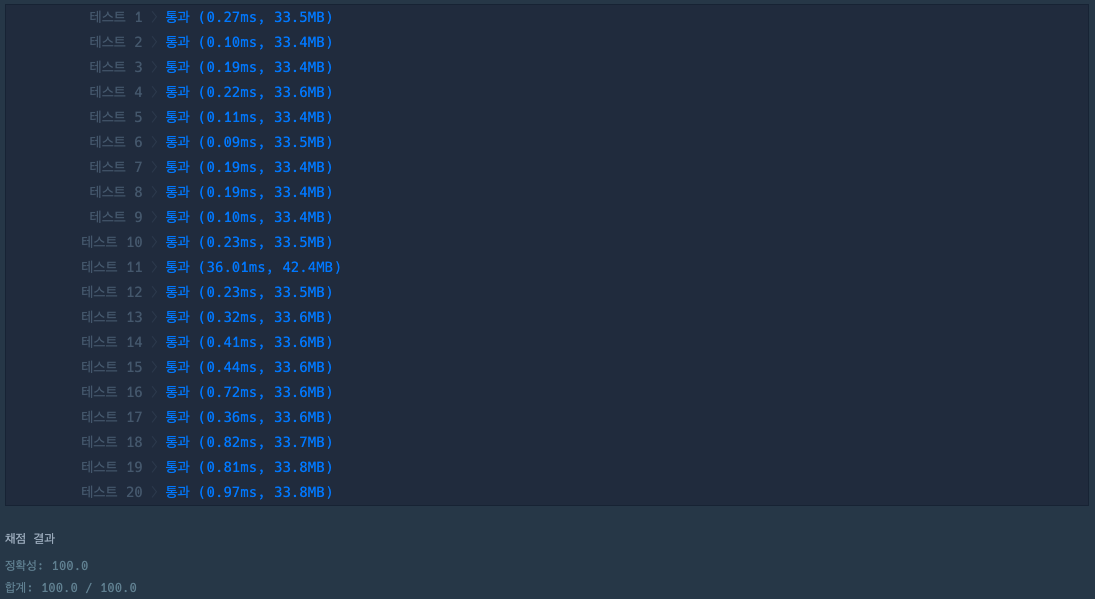 테스트 1 〉 통과 (0.27ms, 33.5MB)
테스트 2 〉 통과 (0.10ms, 33.4MB)
테스트 3 〉 통과 (0.19ms, 33.4MB)
테스트 4 〉 통과 (0.22ms, 33.6MB)
테스트 5 〉 통과 (0.11ms, 33.4MB)
테스트 6 〉 통과 (0.09ms, 33.5MB)
테스트 7 〉 통과 (0.19ms, 33.4MB)
테스트 8 〉 통과 (0.19ms, 33.4MB)
테스트 9 〉 통과 (0.10ms, 33.4MB)
테스트 10 〉 통과 (0.23ms, 33.5MB)
테스트 11 〉 통과 (36.01ms, 42.4MB)
테스트 12 〉 통과 (0.23ms, 33.5MB)
테스트 13 〉 통과 (0.32ms, 33.6MB)
테스트 14 〉 통과 (0.41ms, 33.6MB)
테스트 15 〉 통과 (0.44ms, 33.6MB)
테스트 16 〉 통과 (0.72ms, 33.6MB)
테스트 17 〉 통과 (0.36ms, 33.6MB)
테스트 18 〉 통과 (0.82ms, 33.7MB)
테스트 19 〉 통과 (0.81ms, 33.8MB)
테스트 20 〉 통과 (0.97ms, 33.8MB)
채점 결과
정확성: 100.0
합계: 100.0 / 100.0